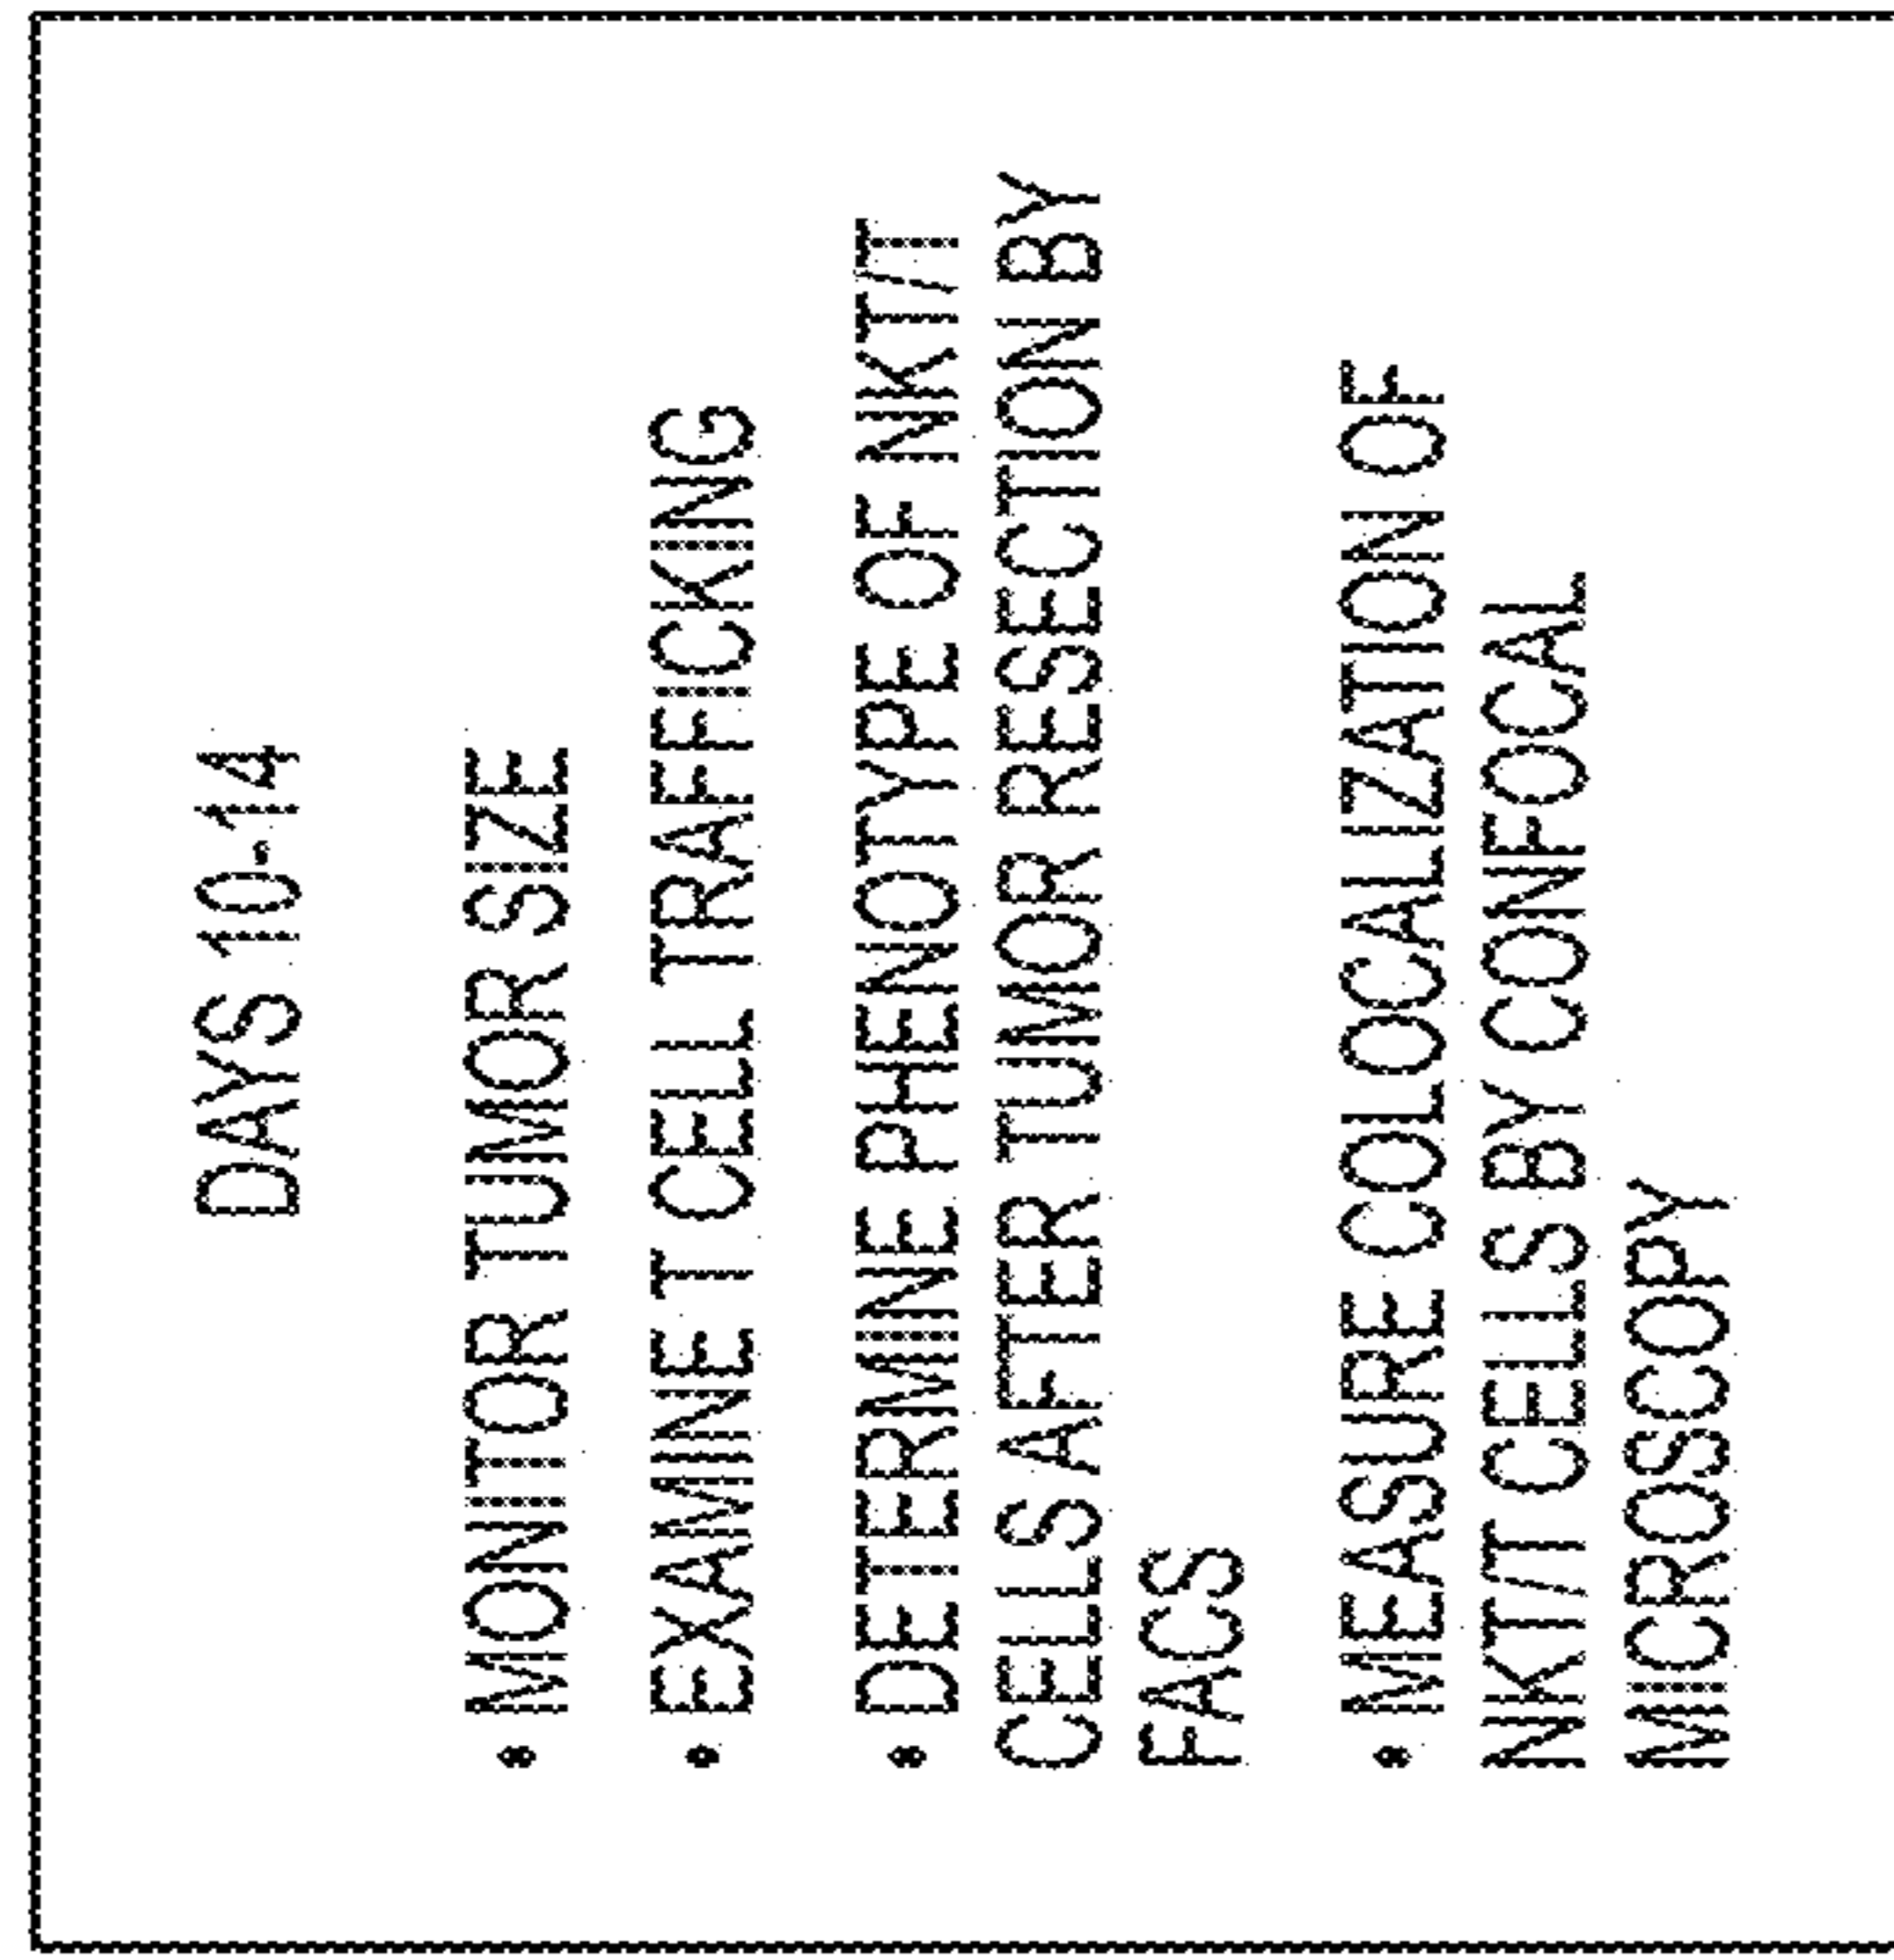 DAYS 10-14
• MONITOR TUMOR SIZE
• EXAMINE T CELL TRAFFICKING
• DETERMINE PHENOTYPE OF NKT/T
CELLS AFTER TUMOR RESECTION BY
FACS
• MEASURE COLOCALIZATION OF
NKT/T CELLS BY CONFOCAL
MICROSCOPY